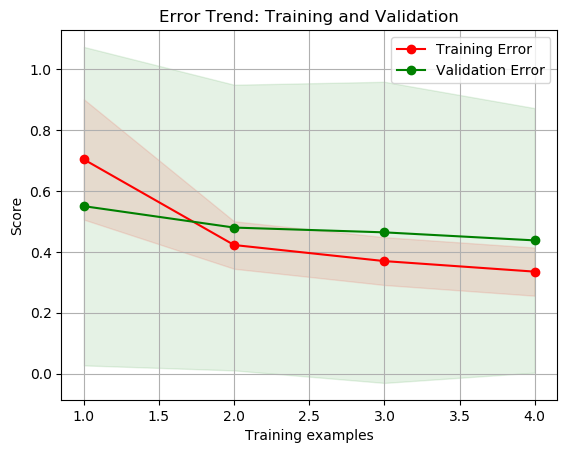 Error Trend: Training and Validation
Training Error
Validation Error
Score
1.0
0.8
0.6
0.4
0.2
0.0
1.0 1.5 2.0 2.5 3.0 3.5 4.0
Training examples